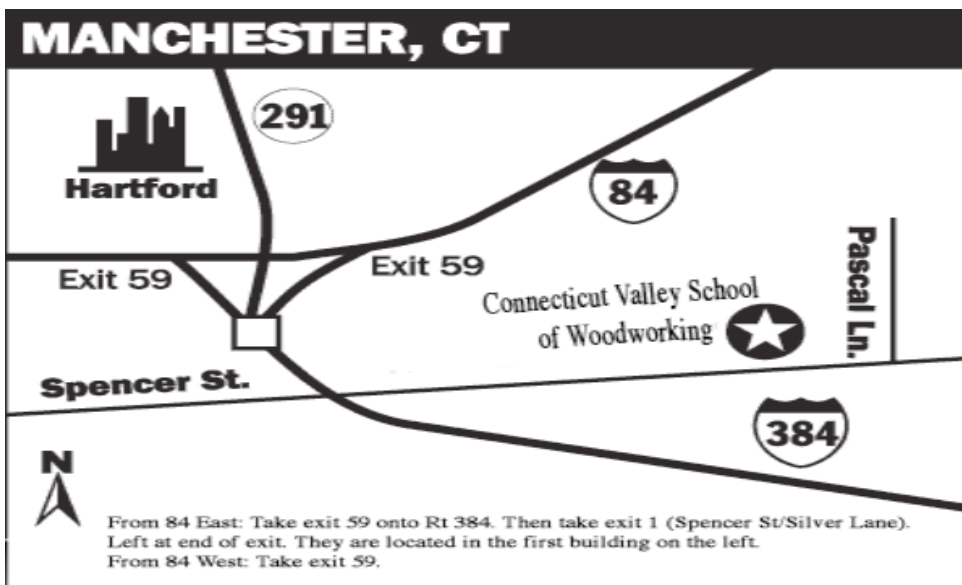 MANCHESTER, CT
291
Hartford
84
Exit 59
Exit 59
Pascal Ln.
Connecticut Valley School
of Woodworking
Spencer St.
384
N
From 84 East: Take exit 59 onto Rt 384. Then take exit 1 (Spencer St/Silver Lane).
Left at end of exit. They are located in the first building on the left.
From 84 West: Take exit 59.